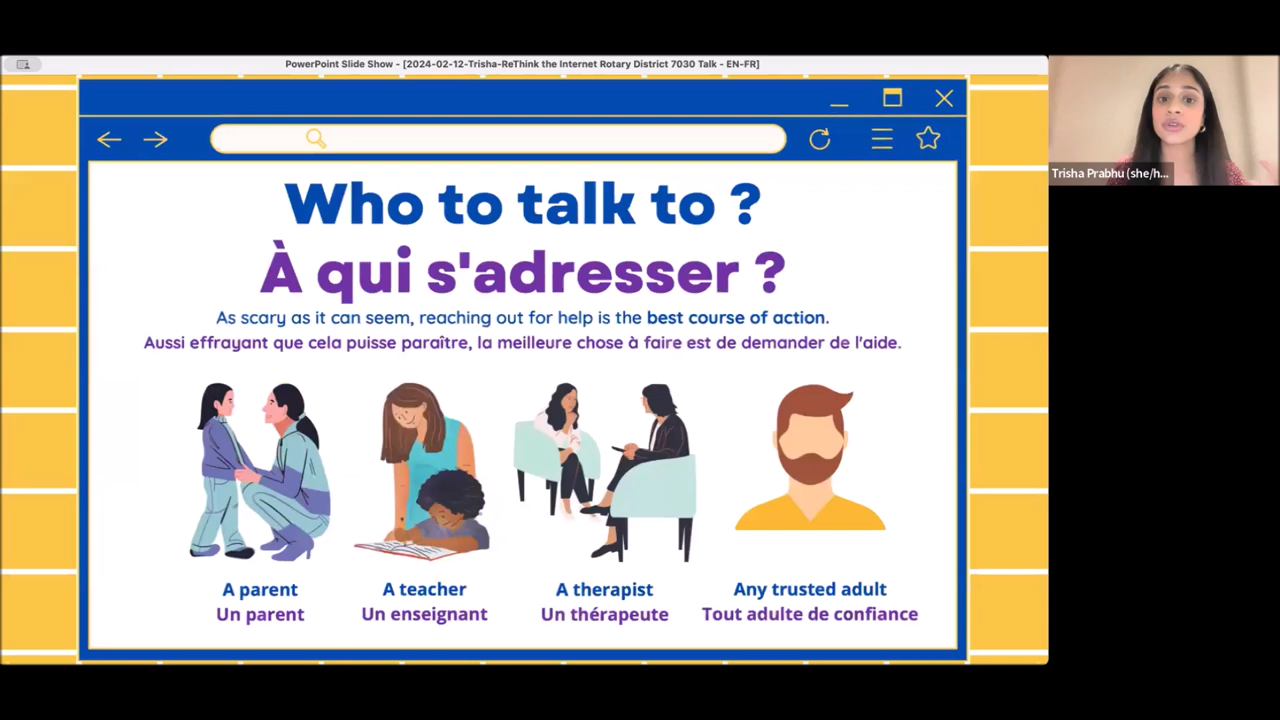 PowerPoint Slide Show - [2024-02-12-Trisha-ReThink the Internet Rotary District 7030 Talk - EN-FR]
Trisha Prabhu (she/h...
Who to talk to ?
À qui s'adresser ?
As scary as it can seem, reaching out for help is the best course of action.
Aussi effrayant que cela puisse paraître, la meilleure chose à faire est de demander de l'aide.
A parent
Un parent
A teacher
Un enseignant
A therapist
Un thérapeute
Any trusted adult
Tout adulte de confiance